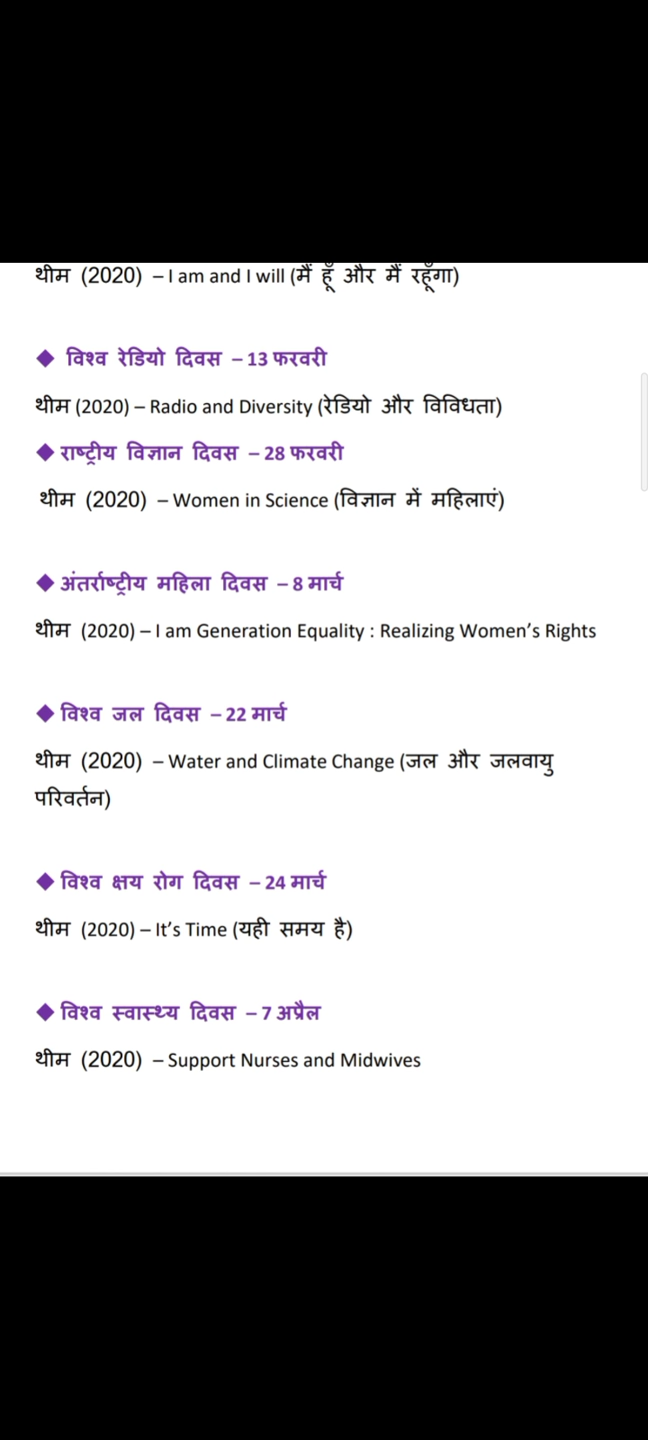 थीम (2020) – I am and I will (मैं हूँ और मैं रहूँगा)
◆ विश्व रेडियो दिवस – 13 फरवरी
थीम (2020) – Radio and Diversity (रेडियो और विविधता)
◆ राष्ट्रीय विज्ञान दिवस – 28 फरवरी
थीम (2020) – Women in Science (विज्ञान में महिलाएं)
◆ अंतर्राष्ट्रीय महिला दिवस – 8 मार्च
थीम (2020) – I am Generation Equality : Realizing Women’s Rights
◆ विश्व जल दिवस – 22 मार्च
थीम (2020) – Water and Climate Change (जल और जलवायु
परिवर्तन)
◆ विश्व क्षय रोग दिवस – 24 मार्च
थीम (2020) – It’s Time (यही समय है)
◆ विश्व स्वास्थ्य दिवस – 7 अप्रैल
थीम (2020) – Support Nurses and Midwives